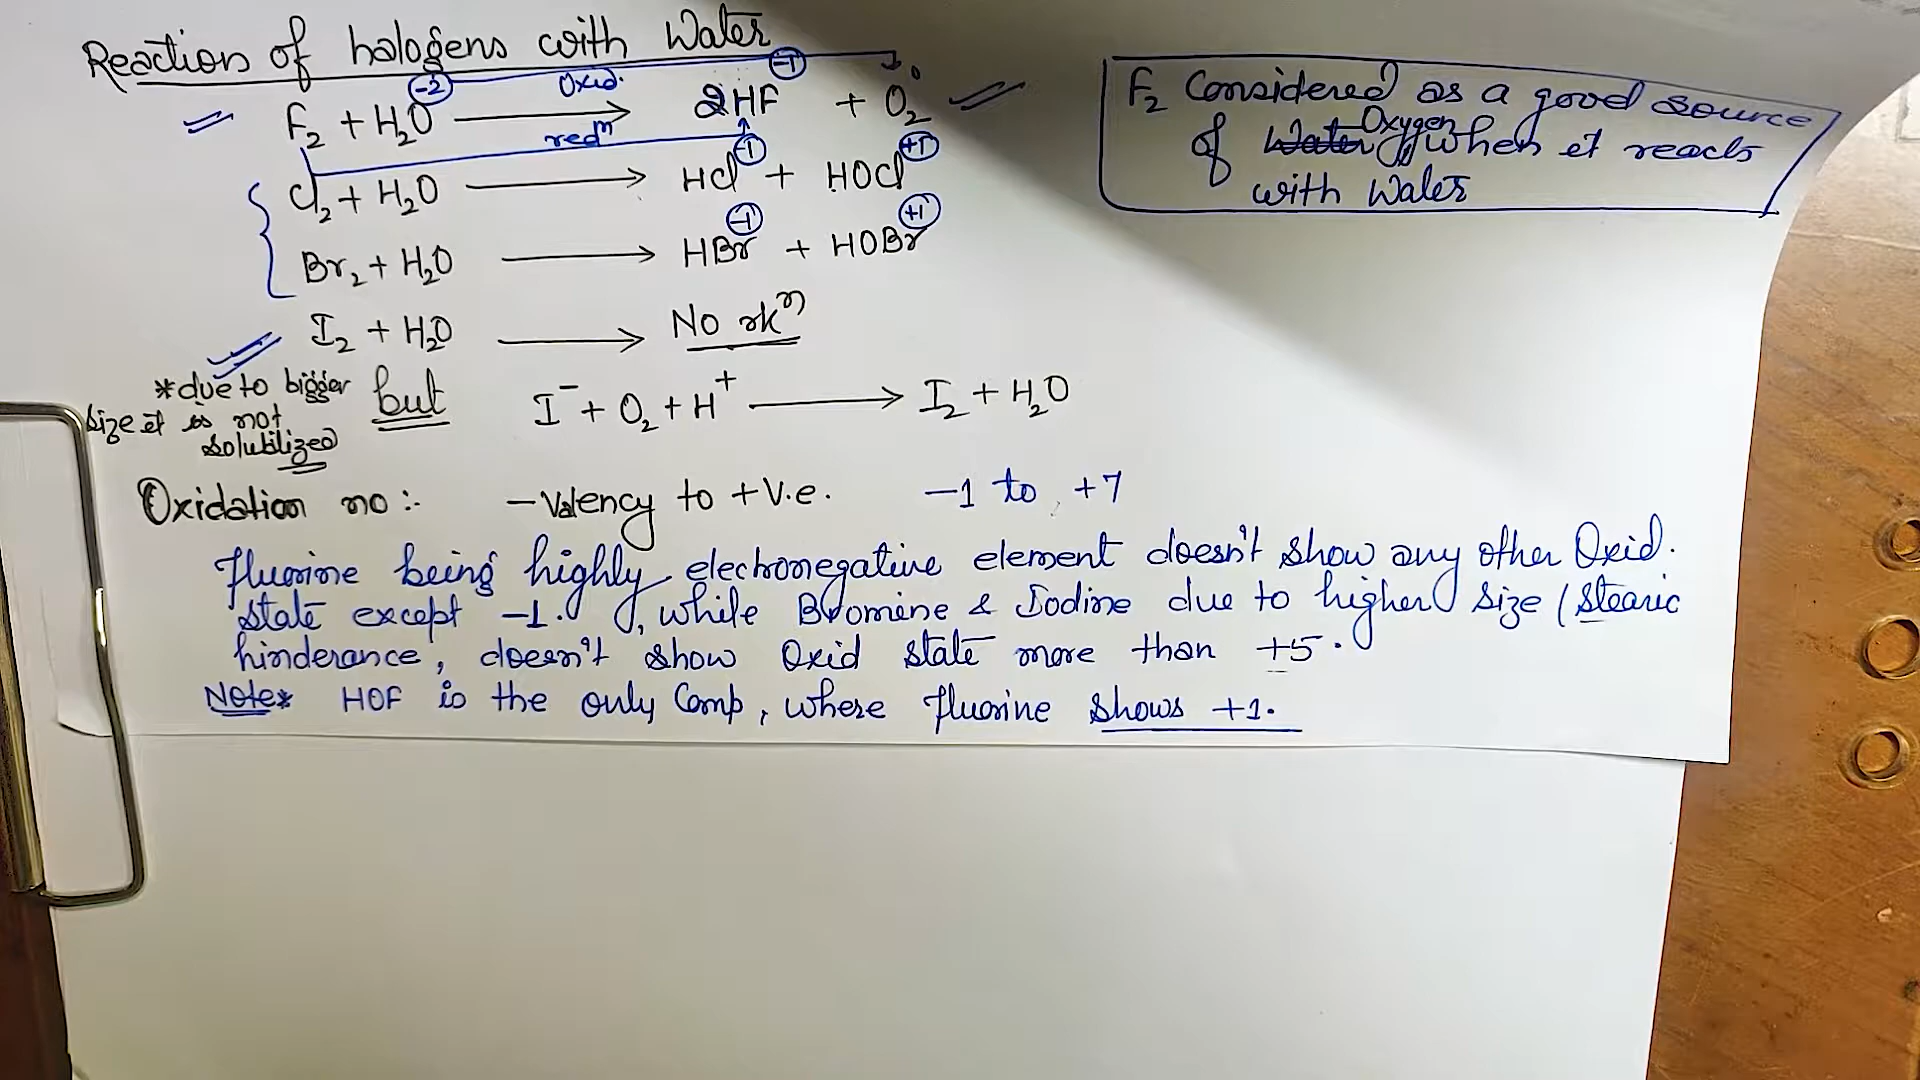 Reaction of halogens with Water
F₂ + H₂O⁻² —Oxid. redⁿ→ 2HF⁻¹ + O₂⁰
Cl₂ + H₂O → HCl⁻¹ + HOCl⁺¹
Br₂ + H₂O → HBr⁻¹ + HOBr⁺¹
I₂ + H₂O → No rkⁿ
*due to bigger
size it is not
solubilized
but I⁻ + O₂ + H⁺ → I₂ + H₂O
F₂ Considered as a good source
of Water Oxygen when it reacts
with Water
Oxidation no :- -Valency to +V.e. -1 to +7
Fluorine being highly electronegative element doesn't show any other Oxid.
state except -1. , while Bromine & Iodine due to higher size (Stearic
hinderance, doesn't show Oxid state more than +5.
Note* HOF is the only Comp, where fluorine shows +1.